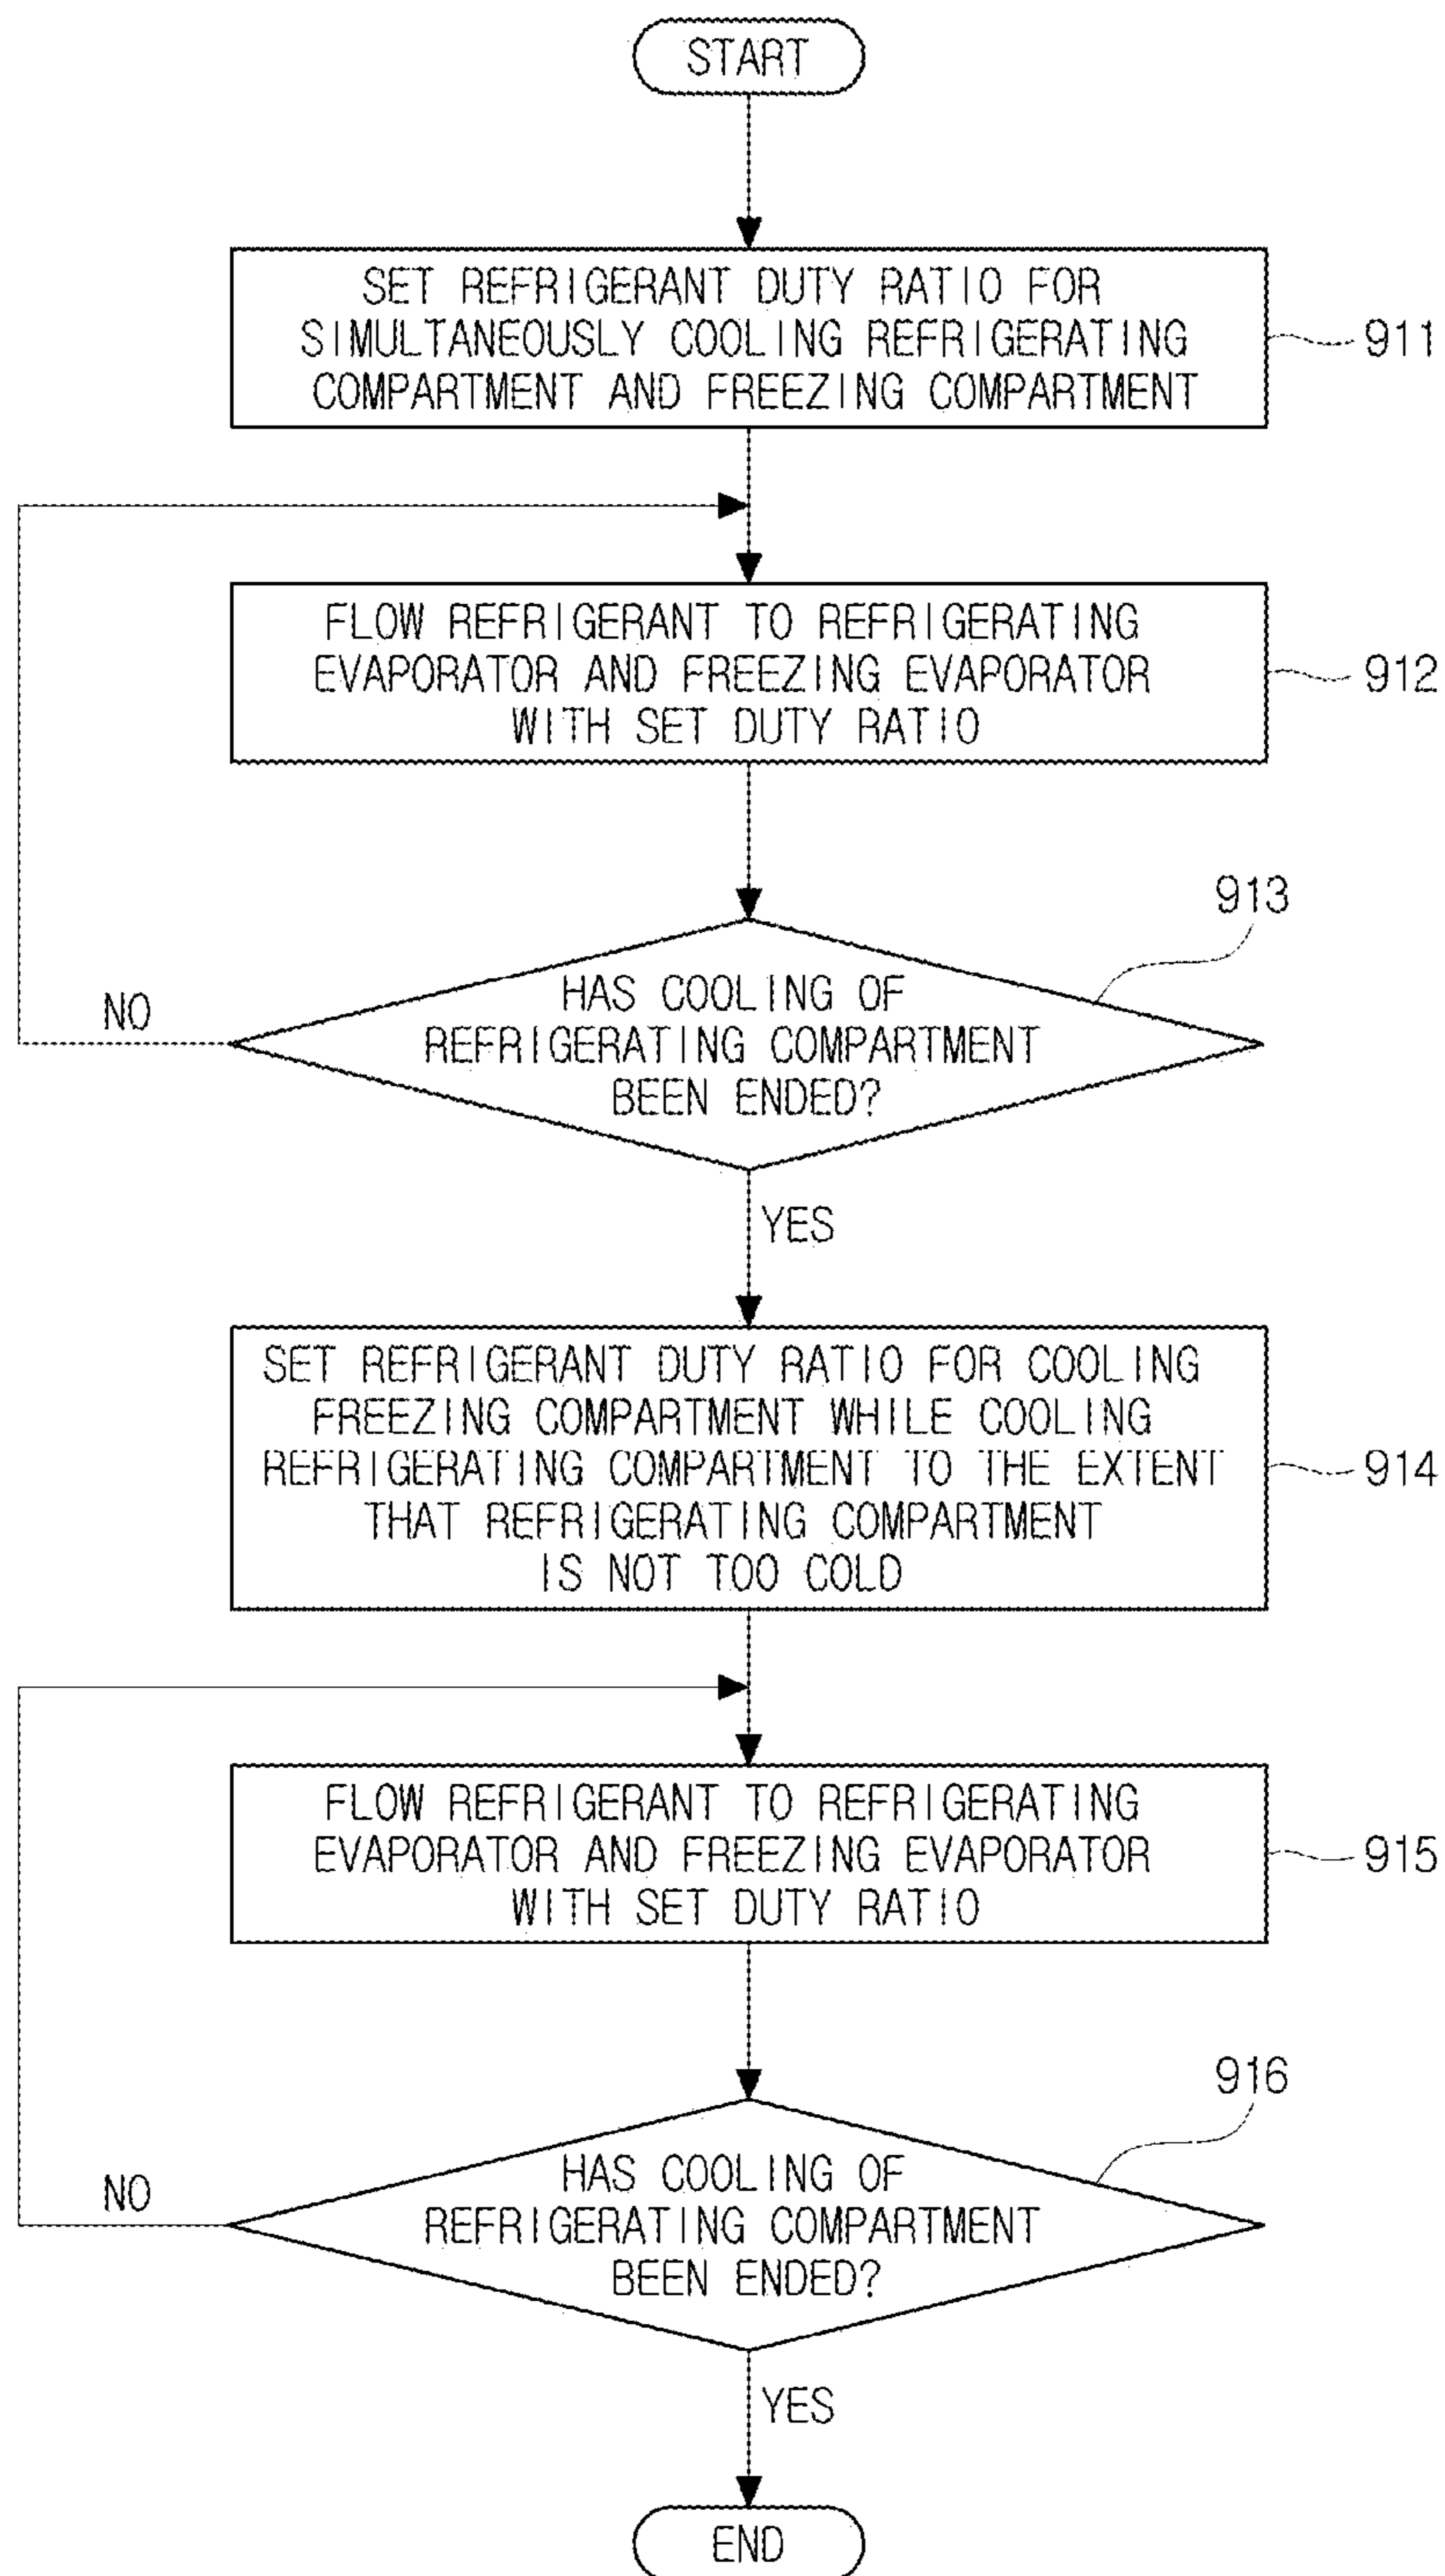 START
SET REFRIGERANT DUTY RATIO FOR
SIMULTANEOUSLY COOLING REFRIGERATING
COMPARTMENT AND FREEZING COMPARTMENT
911
FLOW REFRIGERANT TO REFRIGERATING
EVAPORATOR AND FREEZING EVAPORATOR
WITH SET DUTY RATIO
912
913
HAS COOLING OF
REFRIGERATING COMPARTMENT
BEEN ENDED?
NO
YES
SET REFRIGERANT DUTY RATIO FOR COOLING
FREEZING COMPARTMENT WHILE COOLING
REFRIGERATING COMPARTMENT TO THE EXTENT
THAT REFRIGERATING COMPARTMENT
IS NOT TOO COLD
914
FLOW REFRIGERANT TO REFRIGERATING
EVAPORATOR AND FREEZING EVAPORATOR
WITH SET DUTY RATIO
915
916
HAS COOLING OF
REFRIGERATING COMPARTMENT
BEEN ENDED?
NO
YES
END